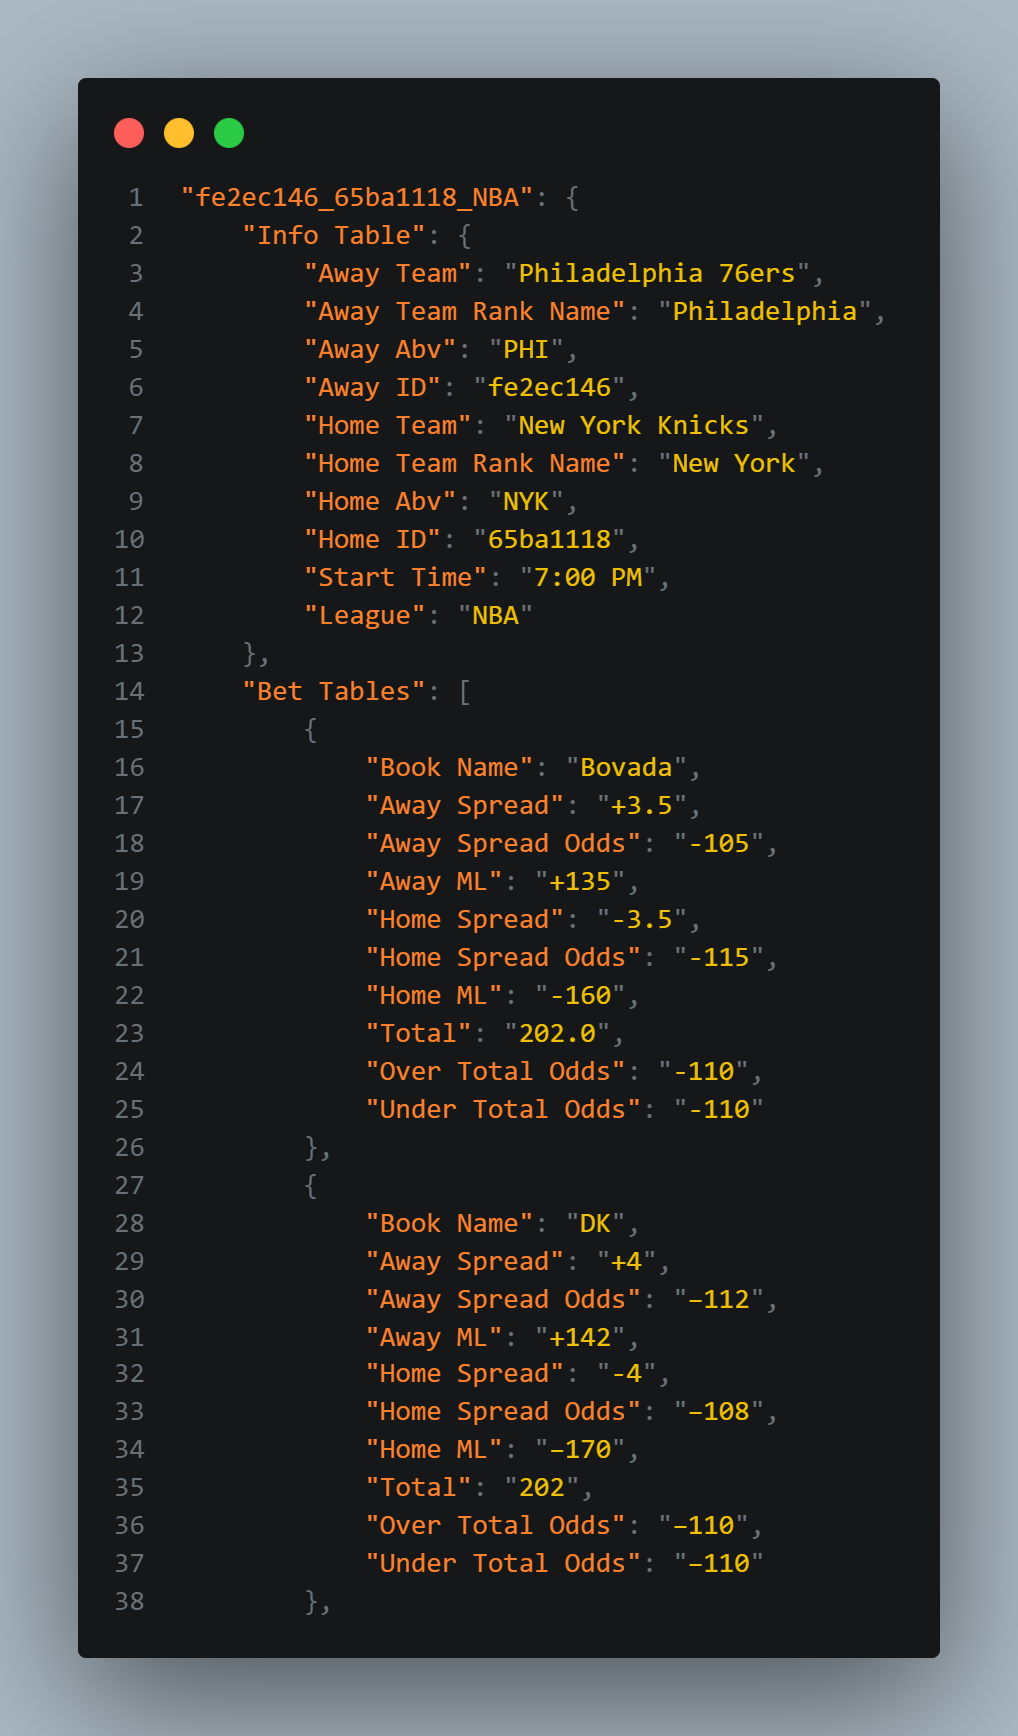 1 "fe2ec146_65ba1118_NBA": {
2 "Info Table": {
3 "Away Team": "Philadelphia 76ers",
4 "Away Team Rank Name": "Philadelphia",
5 "Away Abv": "PHI",
6 "Away ID": "fe2ec146",
7 "Home Team": "New York Knicks",
8 "Home Team Rank Name": "New York",
9 "Home Abv": "NYK",
10 "Home ID": "65ba1118",
11 "Start Time": "7:00 PM",
12 "League": "NBA"
13 },
14 "Bet Tables": [
15 {
16 "Book Name": "Bovada",
17 "Away Spread": "+3.5",
18 "Away Spread Odds": "-105",
19 "Away ML": "+135",
20 "Home Spread": "-3.5",
21 "Home Spread Odds": "-115",
22 "Home ML": "-160",
23 "Total": "202.0",
24 "Over Total Odds": "-110",
25 "Under Total Odds": "-110"
26 },
27 {
28 "Book Name": "DK",
29 "Away Spread": "+4",
30 "Away Spread Odds": "−112",
31 "Away ML": "+142",
32 "Home Spread": "-4",
33 "Home Spread Odds": "−108",
34 "Home ML": "−170",
35 "Total": "202",
36 "Over Total Odds": "−110",
37 "Under Total Odds": "−110"
38 },